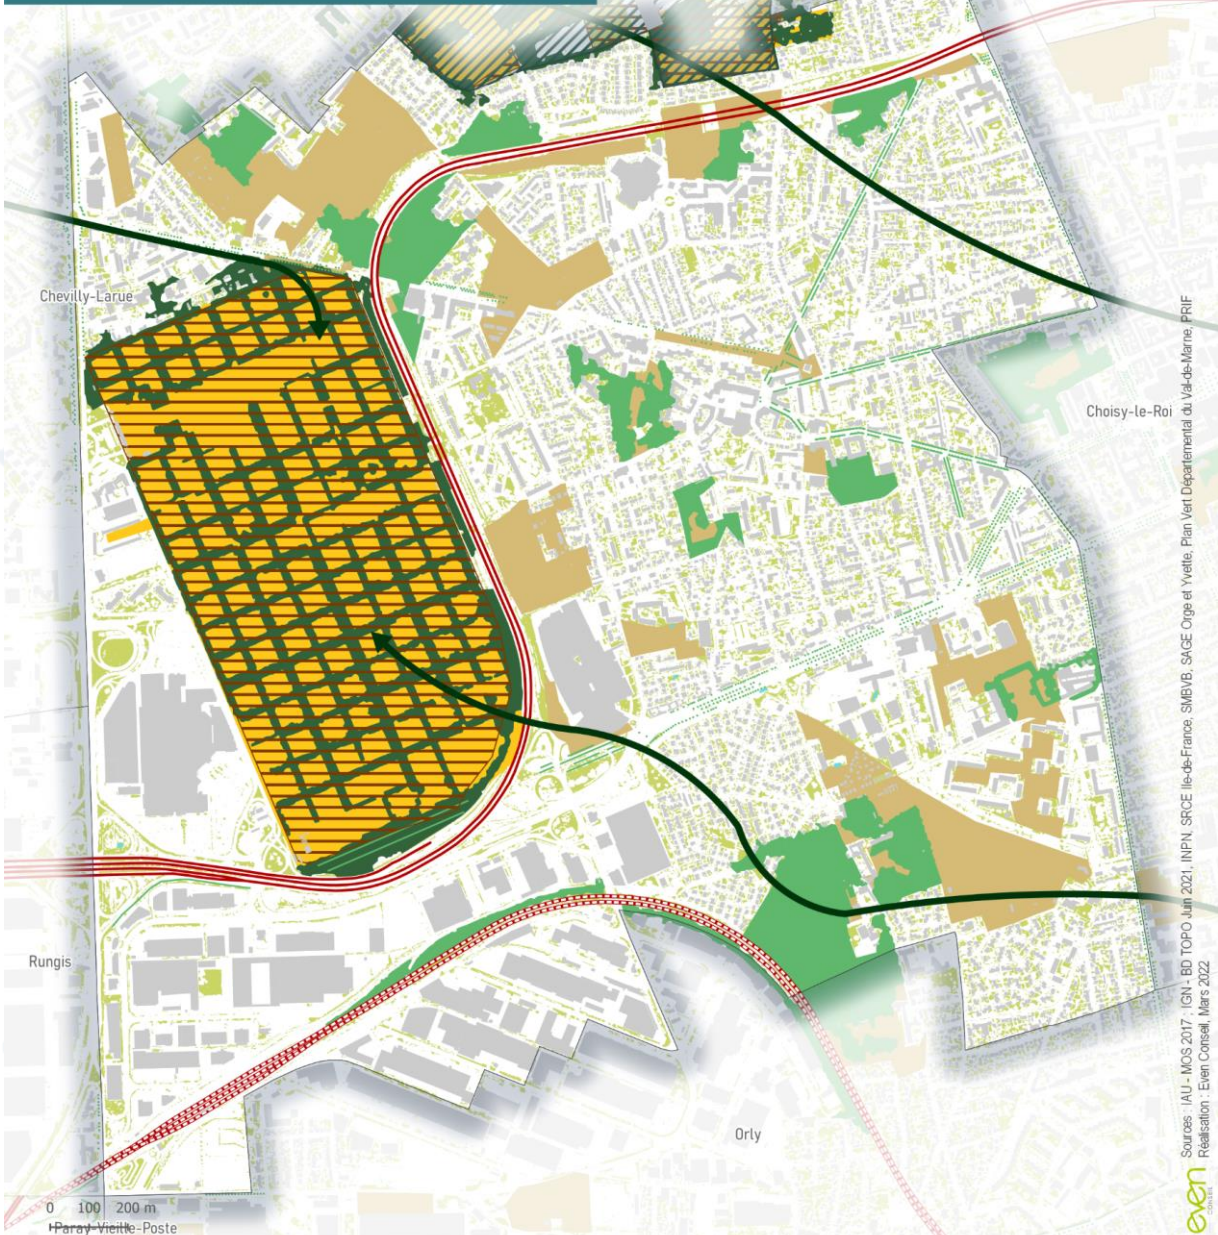 Chevilly-Larue
Choisy-le-Roi
Rungis
Orly
0 100 200 m
Paray-Vieille-Poste
Sources : IAU - MOS 2017 ; IGN - BD TOPO Juin 2021, INPN, SRCE Ile-de-France, SMBVB, SAGE Orge et Yvette, Plan Vert Départemental du Val-de-Marne, PRIF
Réalisation : Even Conseil, Mars 2022
even
CONSEIL